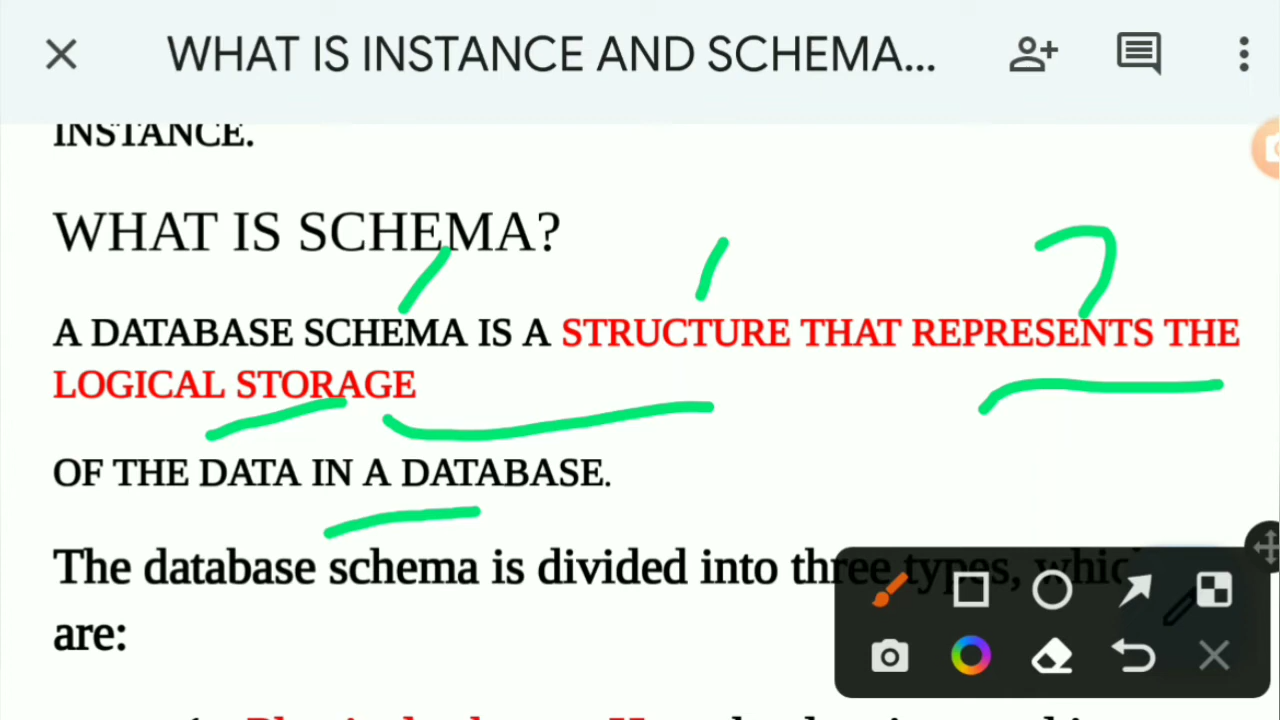 WHAT IS INSTANCE AND SCHEMA...
INSTANCE.
WHAT IS SCHEMA?
A DATABASE SCHEMA IS A STRUCTURE THAT REPRESENTS THE
LOGICAL STORAGE
OF THE DATA IN A DATABASE.
The database schema is divided into three types, which
are: